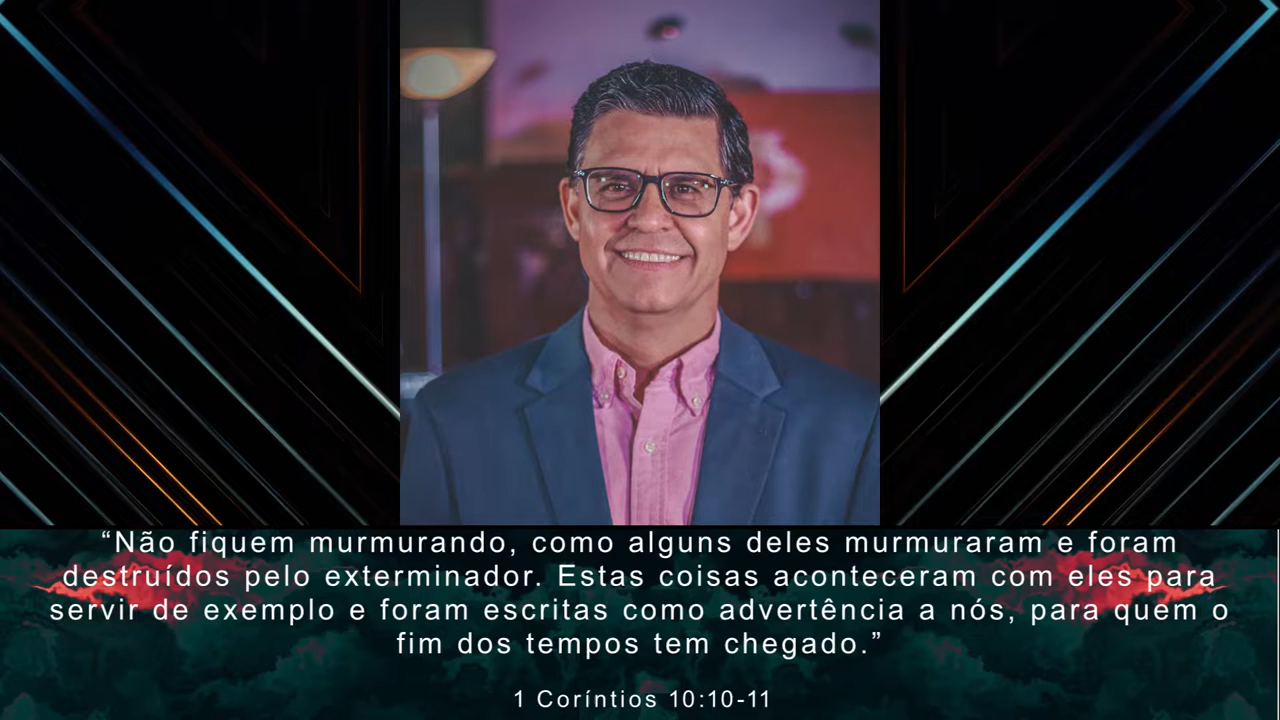 “Não fiquem murmurando, como alguns deles murmuraram e foram
destruídos pelo exterminador. Estas coisas aconteceram com eles para
servir de exemplo e foram escritas como advertência a nós, para quem o
fim dos tempos tem chegado.”
1 Coríntios 10:10-11